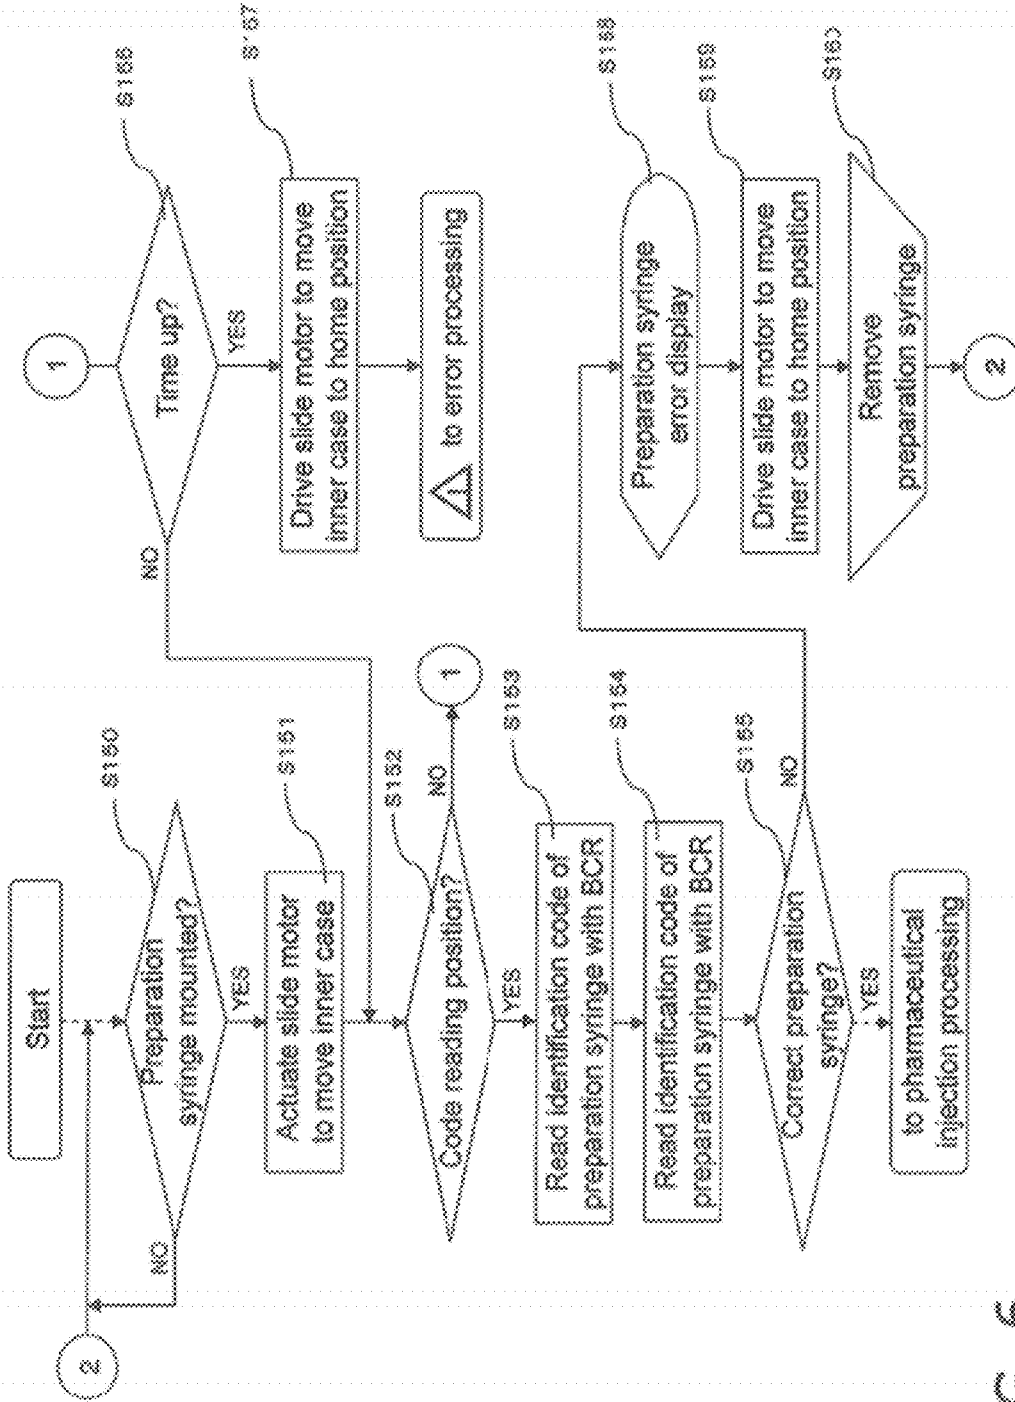 Start
2
Preparation
syringe mounted?
S150
NO
YES
Actuate slide motor
to move inner case
S151
Code reading position?
S152
NO
1
YES
Read identification code of
preparation syringe with BCR
S153
Read identification code of
preparation syringe with BCR
S154
Correct preparation
syringe?
S155
NO
YES
to pharmaceutical
injection processing
1
Time up?
S156
NO
YES
Drive slide motor to move
inner case to home position
S157
1 to error processing
Preparation syringe
error display
S158
Drive slide motor to move
inner case to home position
S159
Remove
preparation syringe
S160
2